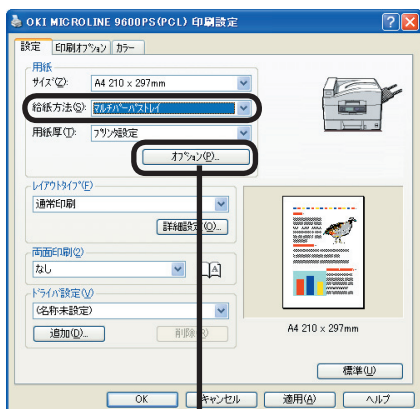 OKI MICROLINE 9600PS(PCL) 印刷設定
設定 印刷ｵﾌﾟｼｮﾝ ｶﾗｰ
用紙
ｻｲｽﾞ(Z): A4 210 x 297mm
給紙方法(S): ﾏﾙﾁﾊﾟｰﾊﾟｽﾄﾚｲ
用紙厚(T): ﾌﾟﾘﾝﾀ設定
ｵﾌﾟｼｮﾝ(P)...
ﾚｲｱｳﾄﾀｲﾌﾟ(E)
通常印刷
詳細設定(O)...
両面印刷(2)
なし
A
ﾄﾞﾗｲﾊﾞ設定(V)
(名称未設定)
追加(D)... 削除(R)
A4 210 x 297mm
標準(U)
OK キャンセル 適用(A) ヘルプ